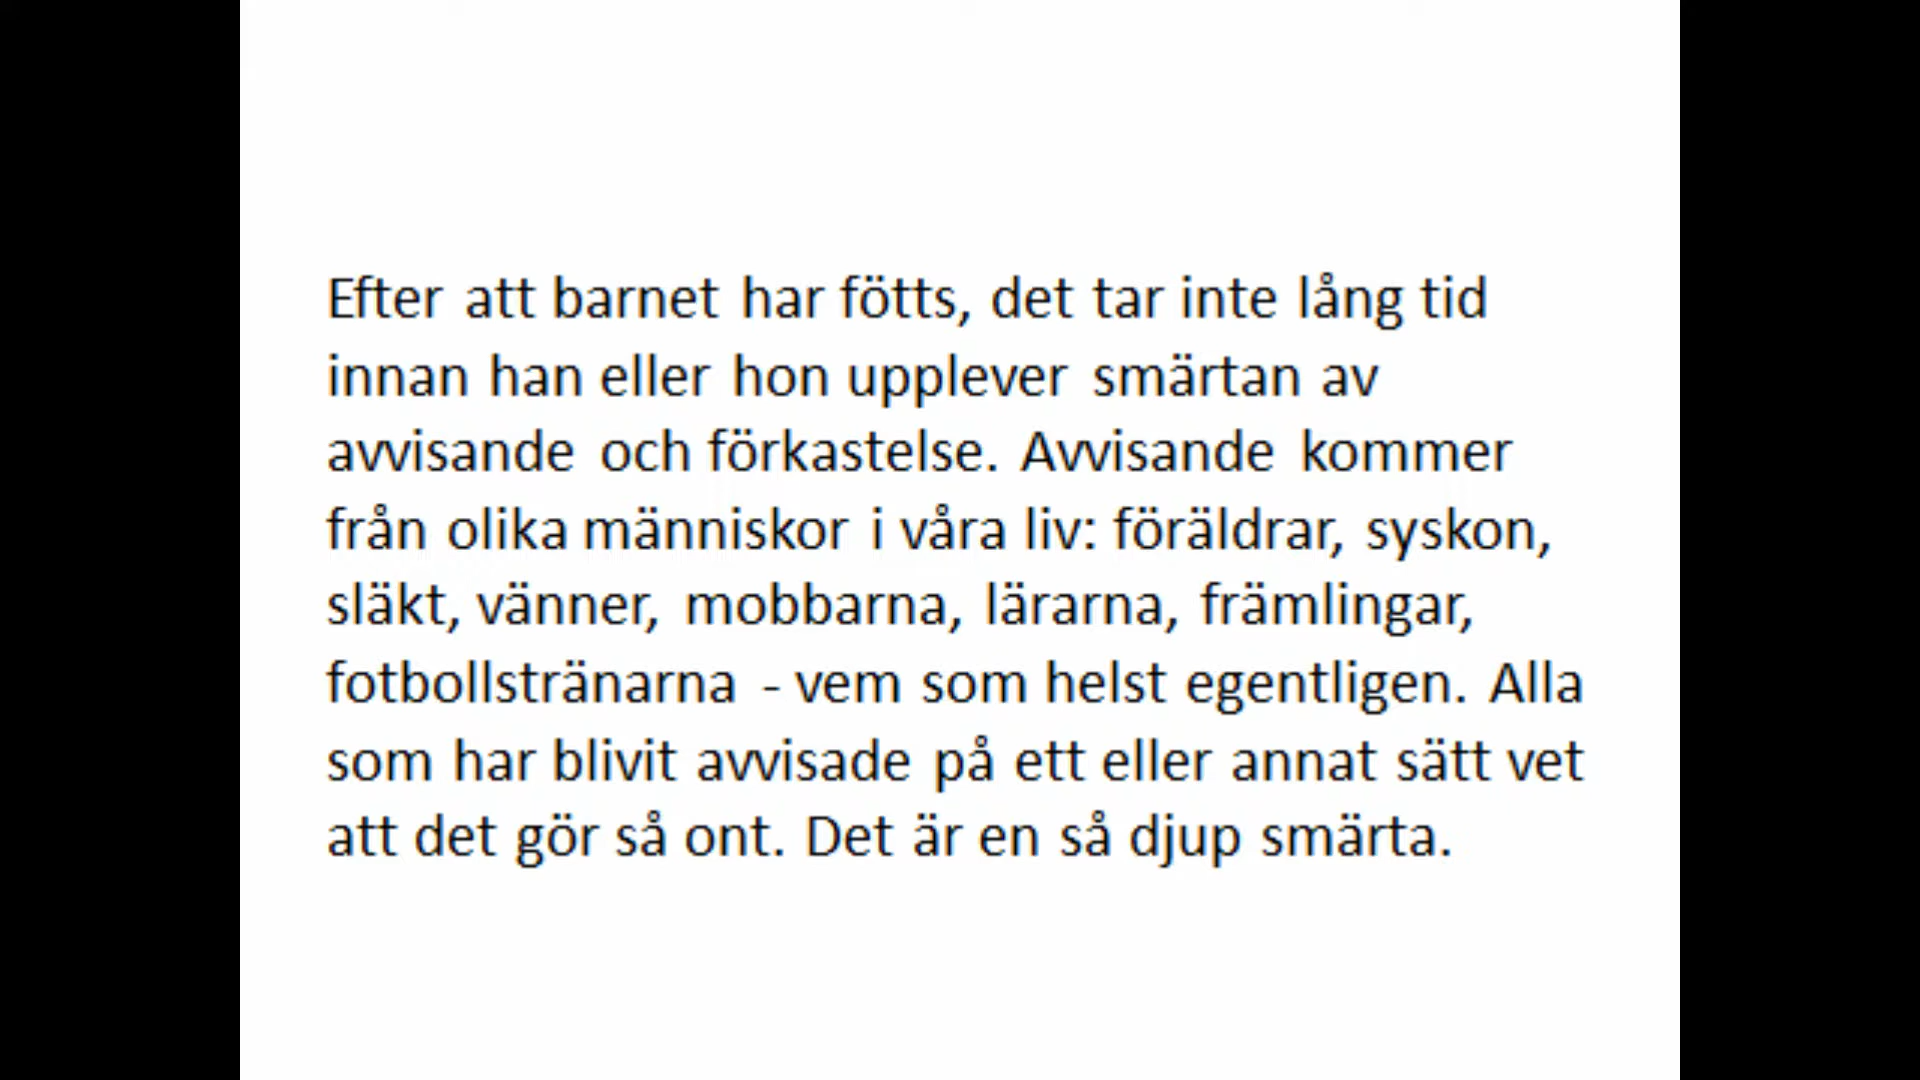 Efter att barnet har fötts, det tar inte lång tid
innan han eller hon upplever smärtan av
avvisande och förkastelse. Avvisande kommer
från olika människor i våra liv: föräldrar, syskon,
släkt, vänner, mobbarna, lärarna, främlingar,
fotbollstränarna - vem som helst egentligen. Alla
som har blivit avvisade på ett eller annat sätt vet
att det gör så ont. Det är en så djup smärta.